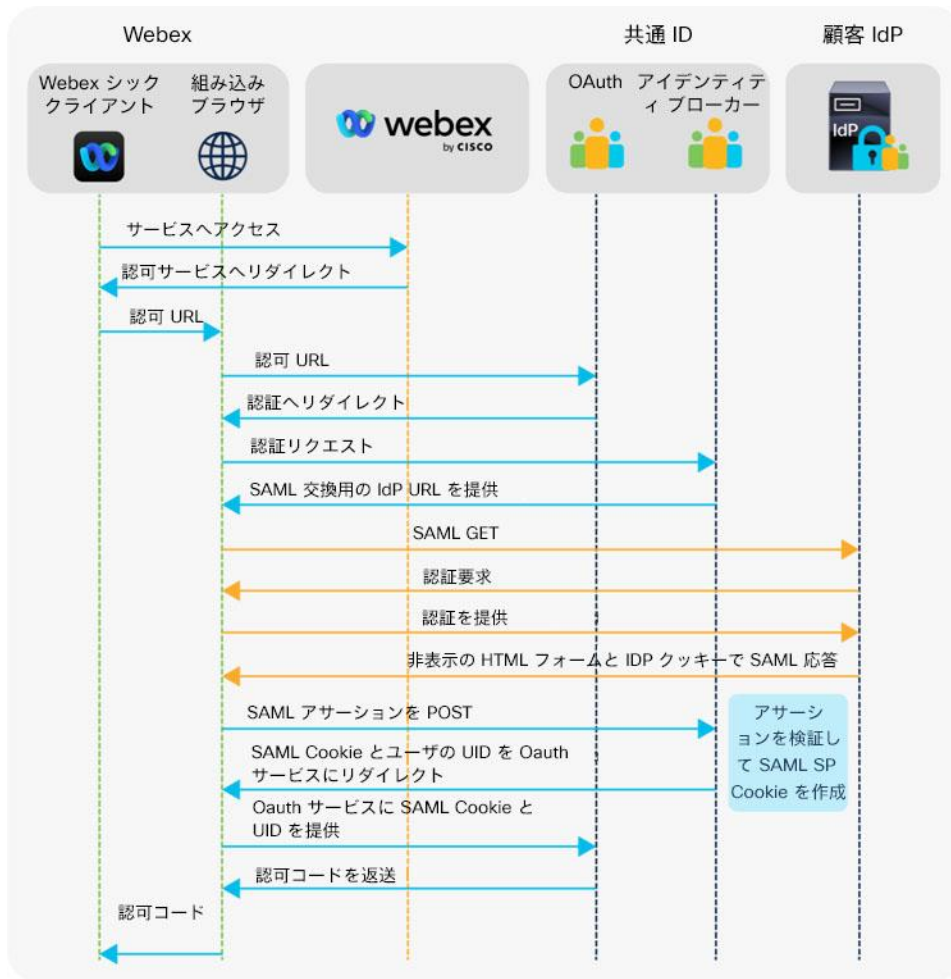 Webex
共通 ID
顧客 IdP
Webex シック
クライアント
組み込み
ブラウザ
webex
by CISCO
OAuth
アイデンティテ
ィ ブローカー
IdP
サービスへアクセス
認可サービスへリダイレクト
認可 URL
認可 URL
認証へリダイレクト
認証リクエスト
SAML 交換用の IdP URL を提供
SAML GET
認証要求
認証を提供
非表示の HTML フォームと IDP クッキーで SAML 応答
SAML アサーションを POST
アサーシ
ョンを検証し
て SAML SP
Cookie を作成
SAML Cookie とユーザの UID を Oauth
サービスにリダイレクト
Oauth サービスに SAML Cookie と
UID を提供
認可コードを返送
認可コード